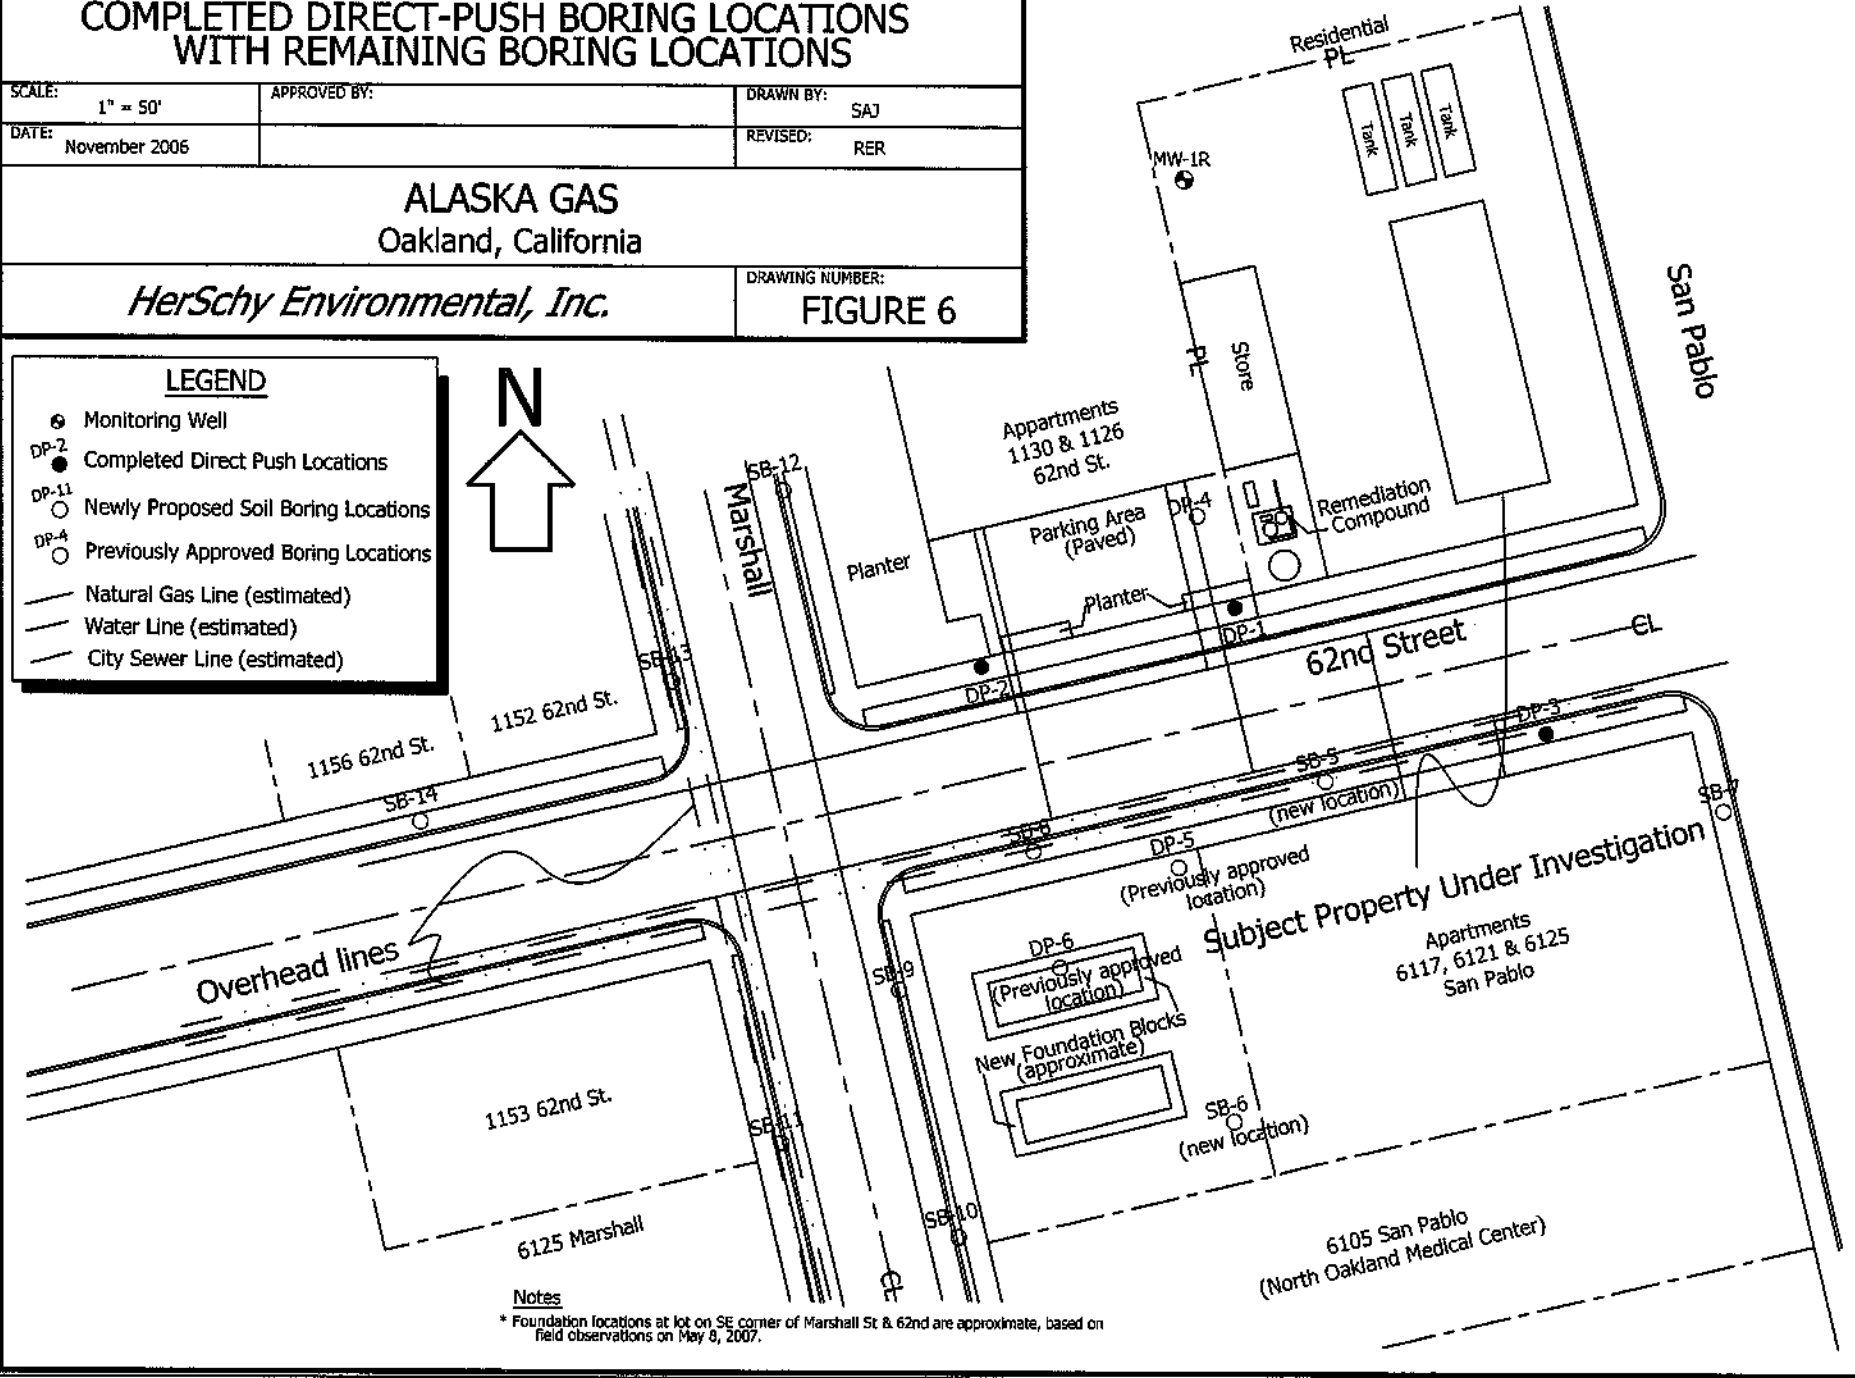 COMPLETED DIRECT-PUSH BORING LOCATIONS
WITH REMAINING BORING LOCATIONS
SCALE:
1" = 50'
APPROVED BY:
DRAWN BY:
SAJ
DATE:
November 2006
REVISED:
RER
ALASKA GAS
Oakland, California
HerSchy Environmental, Inc.
DRAWING NUMBER:
FIGURE 6
LEGEND
Monitoring Well
DP-2
Completed Direct Push Locations
DP-11
Newly Proposed Soil Boring Locations
DP-4
Previously Approved Boring Locations
Natural Gas Line (estimated)
Water Line (estimated)
City Sewer Line (estimated)
N
Residential
PL
Tank
Tank
Tank
MW-1R
San Pablo
PL
Store
Appartments
1130 & 1126
62nd St.
SB-12
Marshall
DP-4
Remediation
Compound
Parking Area
(Paved)
Planter
Planter
DP-1
62nd Street
CL
SB-13
DP-2
1152 62nd St.
1156 62nd St.
DP-3
SB-5
(new location)
SB-14
SB-8
DP-5
(Previously approved
location)
SB-7
Subject Property Under Investigation
Apartments
6117, 6121 & 6125
San Pablo
Overhead lines
SB-9
DP-6
(Previously approved
location)
New Foundation Blocks
(approximate)
1153 62nd St.
SB-11
SB-6
(new location)
SB-10
6125 Marshall
6105 San Pablo
(North Oakland Medical Center)
CL
Notes
* Foundation locations at lot on SE corner of Marshall St & 62nd are approximate, based on
field observations on May 8, 2007.